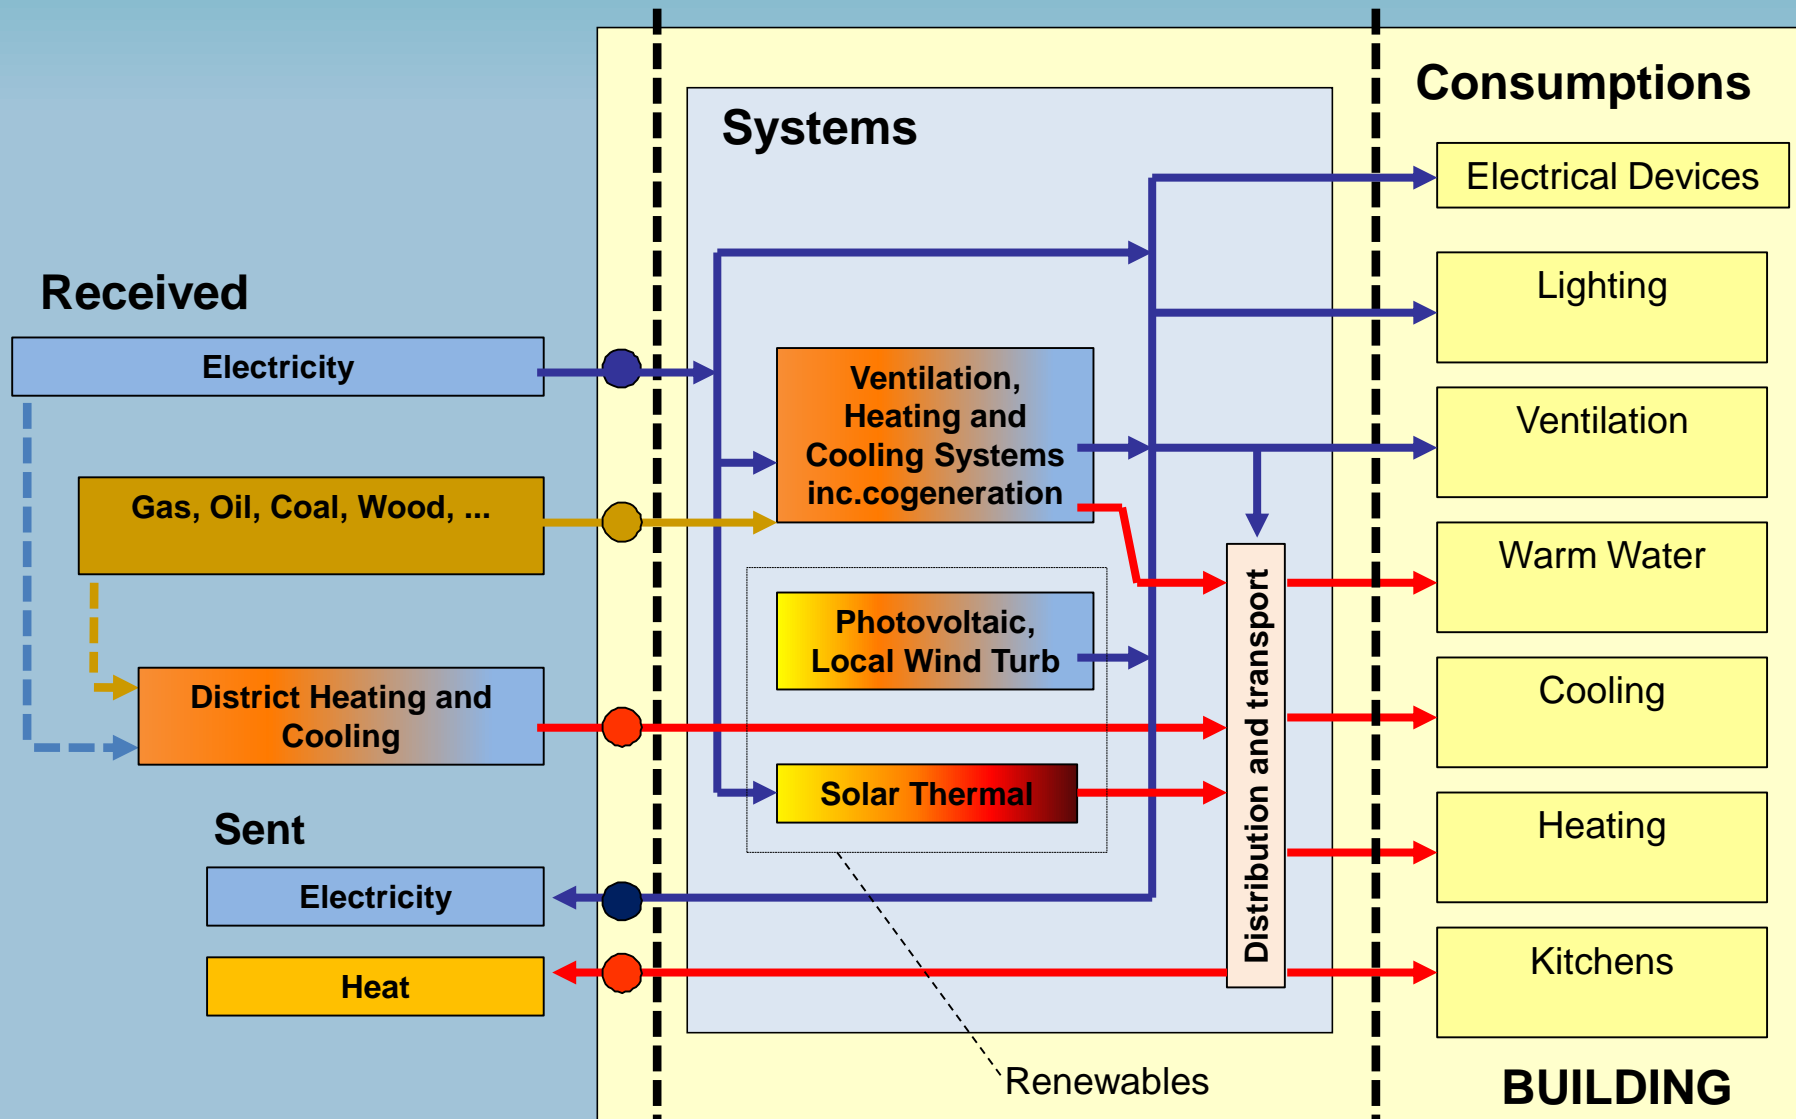 Received
Electricity
Gas, Oil, Coal, Wood, ...
District Heating and
Cooling
Sent
Electricity
Heat
Systems
Ventilation,
Heating and
Cooling Systems
inc.cogeneration
Photovoltaic,
Local Wind Turb
Solar Thermal
Distribution and transport
Renewables
Consumptions
Electrical Devices
Lighting
Ventilation
Warm Water
Cooling
Heating
Kitchens
BUILDING